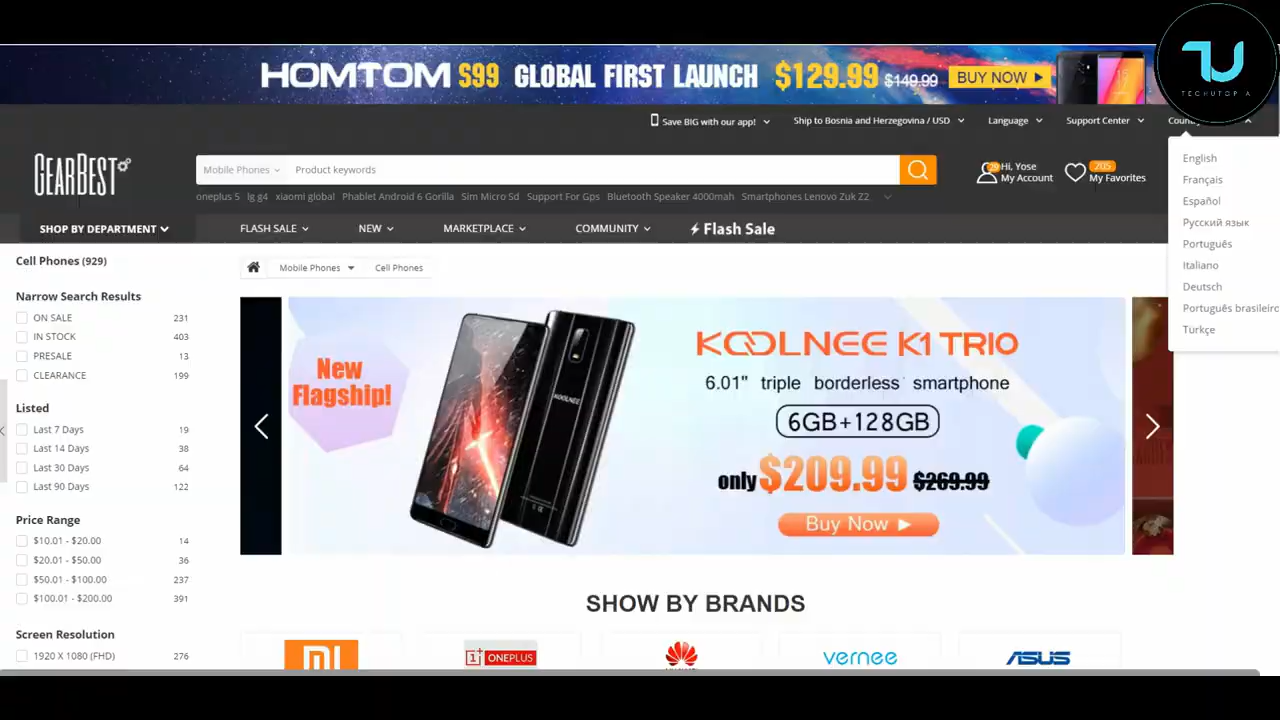 HOMTOM S99 GLOBAL FIRST LAUNCH $129.99 $149.99 BUY NOW
TECHUTOPIA
Save BIG with our app! Ship to Bosnia and Herzegovina / USD Language Support Center
GEARBEST
Mobile Phones Product keywords
Hi, Yose
My Account
205
My Favorites
oneplus 5 lg g4 xiaomi global Phablet Android 6 Gorilla Sim Micro Sd Support For Gps Bluetooth Speaker 4000mah Smartphones Lenovo Zuk Z2
English
Français
Español
Русский язык
Português
Italiano
Deutsch
Português brasileiro
Türkçe
SHOP BY DEPARTMENT FLASH SALE NEW MARKETPLACE COMMUNITY Flash Sale
Cell Phones (929)
Mobile Phones Cell Phones
Narrow Search Results
ON SALE 231
IN STOCK 403
PRESALE 13
CLEARANCE 199
Listed
Last 7 Days 19
Last 14 Days 38
Last 30 Days 64
Last 90 Days 122
Price Range
$10.01 - $20.00 14
$20.01 - $50.00 36
$50.01 - $100.00 237
$100.01 - $200.00 391
Screen Resolution
1920 X 1080 (FHD) 276
New
Flagship!
KOOLNEE
KOOLNEE K1 TRIO
6.01" triple borderless smartphone
6GB+128GB
only $209.99 $269.99
Buy Now
SHOW BY BRANDS
MI
1+ ONEPLUS
vernee
ASUS